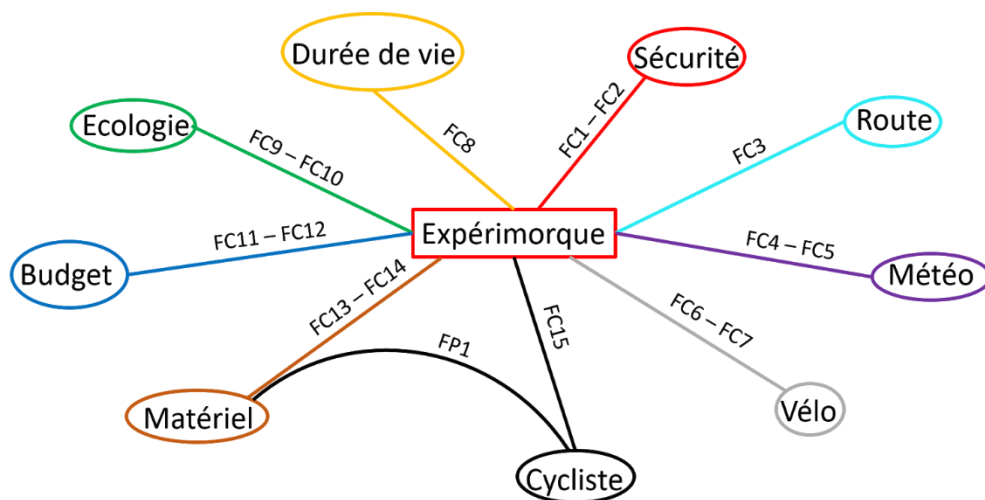 Durée de vie
Sécurité
Ecologie
Route
FC9 – FC10
FC8
FC1 – FC2
FC3
Expérimorque
Budget
FC11 – FC12
FC4 – FC5
Météo
FC13 – FC14
FC15
FC6 – FC7
FP1
Matériel
Vélo
Cycliste